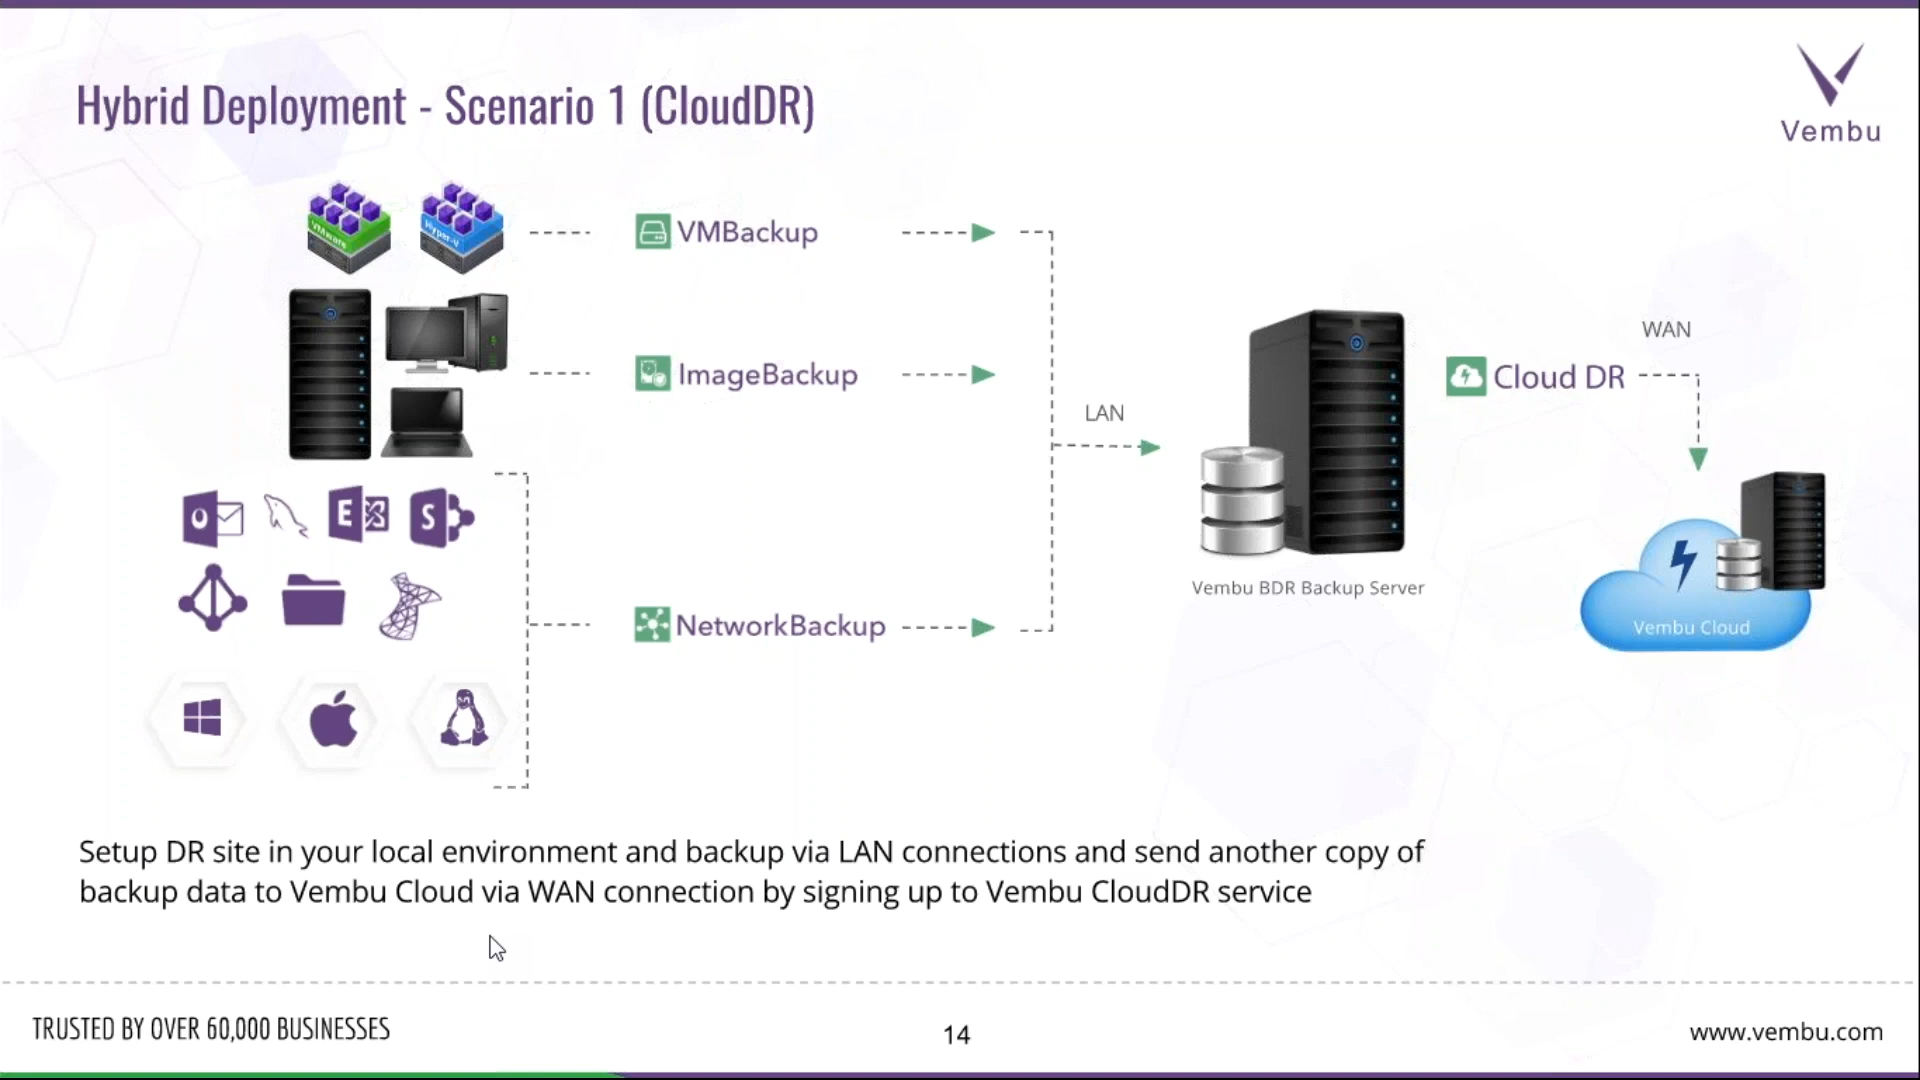 Hybrid Deployment - Scenario 1 (CloudDR)
Vembu
VMware
Hyper-V
VMBackup
ImageBackup
NetworkBackup
LAN
Vembu BDR Backup Server
Cloud DR
WAN
Vembu Cloud
Setup DR site in your local environment and backup via LAN connections and send another copy of
backup data to Vembu Cloud via WAN connection by signing up to Vembu CloudDR service
TRUSTED BY OVER 60,000 BUSINESSES
14
www.vembu.com